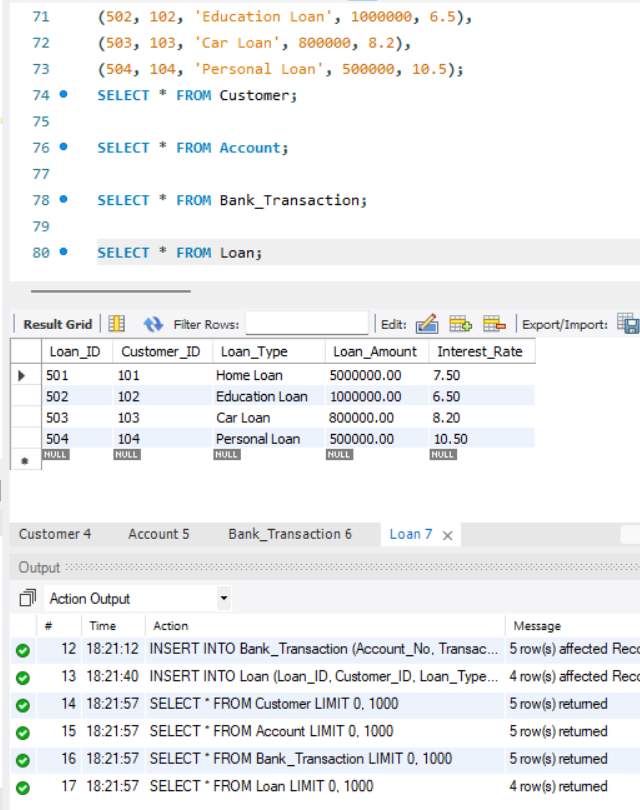 71 (502, 102, 'Education Loan', 1000000, 6.5),
72 (503, 103, 'Car Loan', 800000, 8.2),
73 (504, 104, 'Personal Loan', 500000, 10.5);
74 SELECT * FROM Customer;
75
76 SELECT * FROM Account;
77
78 SELECT * FROM Bank_Transaction;
79
80 SELECT * FROM Loan;
Result Grid Filter Rows: Edit: Export/Import:
Loan_ID Customer_ID Loan_Type Loan_Amount Interest_Rate
501 101 Home Loan 5000000.00 7.50
502 102 Education Loan 1000000.00 6.50
503 103 Car Loan 800000.00 8.20
504 104 Personal Loan 500000.00 10.50
NULL NULL NULL NULL NULL
Customer 4 Account 5 Bank_Transaction 6 Loan 7
Output
Action Output
# Time Action Message
12 18:21:12 INSERT INTO Bank_Transaction (Account_No, Transac... 5 row(s) affected Reco
13 18:21:40 INSERT INTO Loan (Loan_ID, Customer_ID, Loan_Type... 4 row(s) affected Reco
14 18:21:57 SELECT * FROM Customer LIMIT 0, 1000 5 row(s) returned
15 18:21:57 SELECT * FROM Account LIMIT 0, 1000 5 row(s) returned
16 18:21:57 SELECT * FROM Bank_Transaction LIMIT 0, 1000 5 row(s) returned
17 18:21:57 SELECT * FROM Loan LIMIT 0, 1000 4 row(s) returned